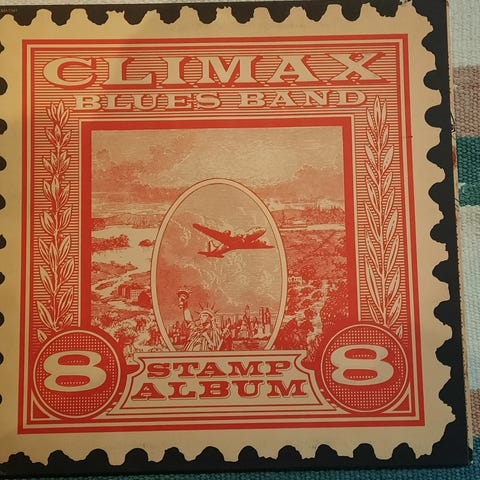 CLIMAX
BLUES BAND
8 STAMP 8
ALBUM